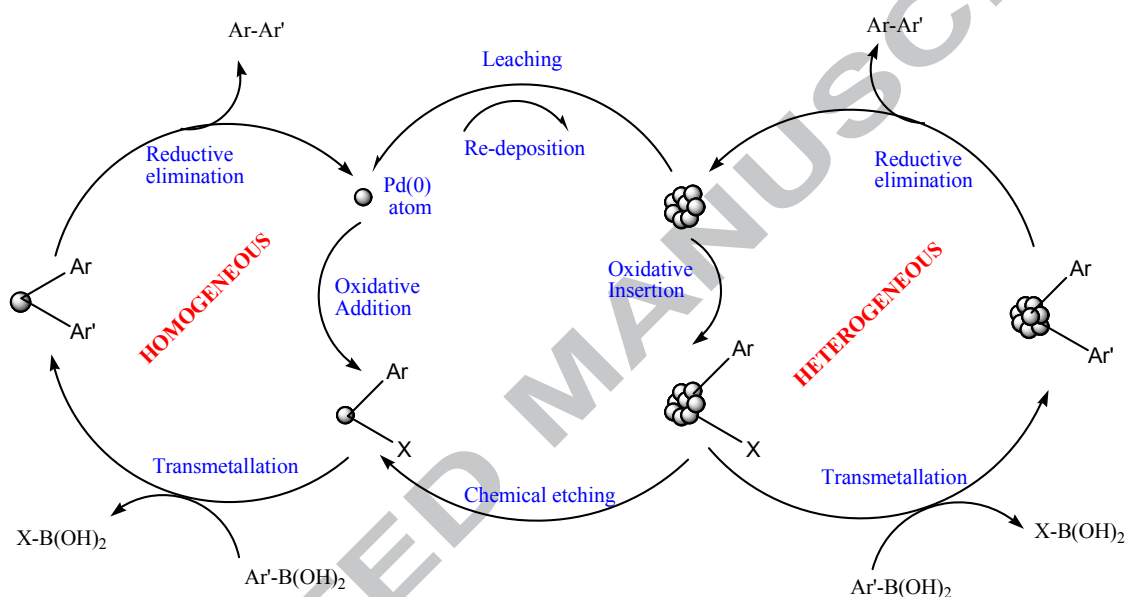 Ar-Ar'
Leaching
Ar-Ar'
Reductive
elimination
Re-deposition
Reductive
elimination
Pd(0)
atom
Ar
Ar'
HOMOGENEOUS
Oxidative
Addition
Oxidative
Insertion
HETEROGENEOUS
Ar
Ar'
Ar
X
Ar
X
Transmetallation
Chemical etching
Transmetallation
X-B(OH)2
Ar'-B(OH)2
X-B(OH)2
Ar'-B(OH)2
TED MANUSC